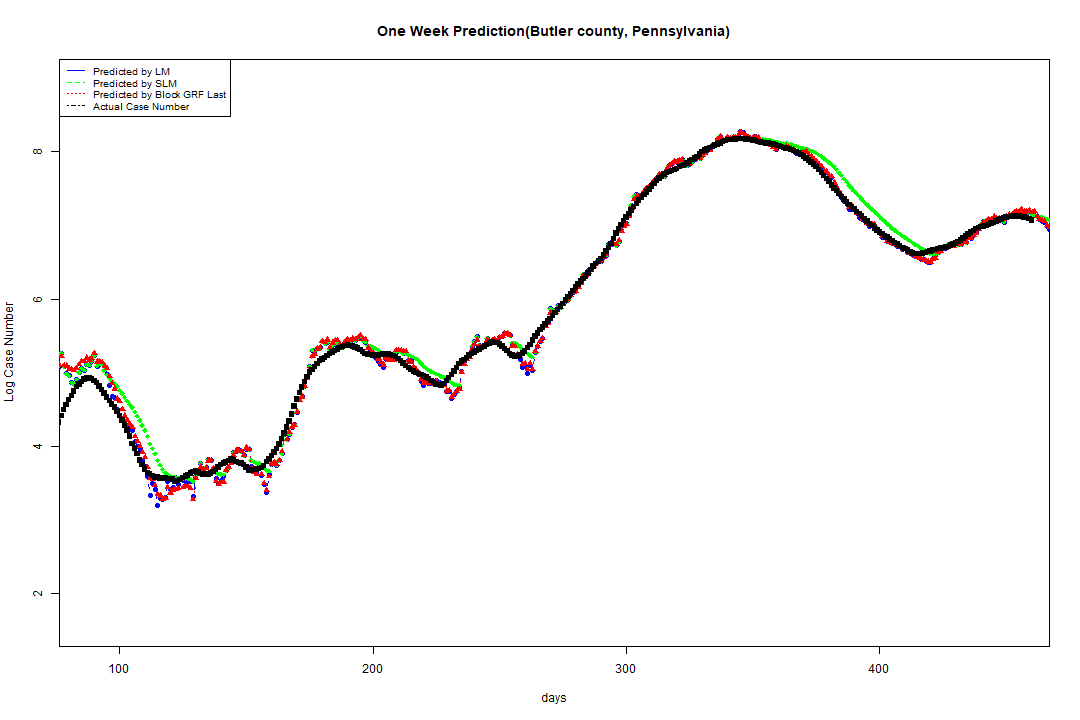 One Week Prediction(Butler county, Pennsylvania)
Predicted by LM
Predicted by SLM
Predicted by Block GRF Last
Actual Case Number
8
6
4
2
Log Case Number
100 200 300 400
days